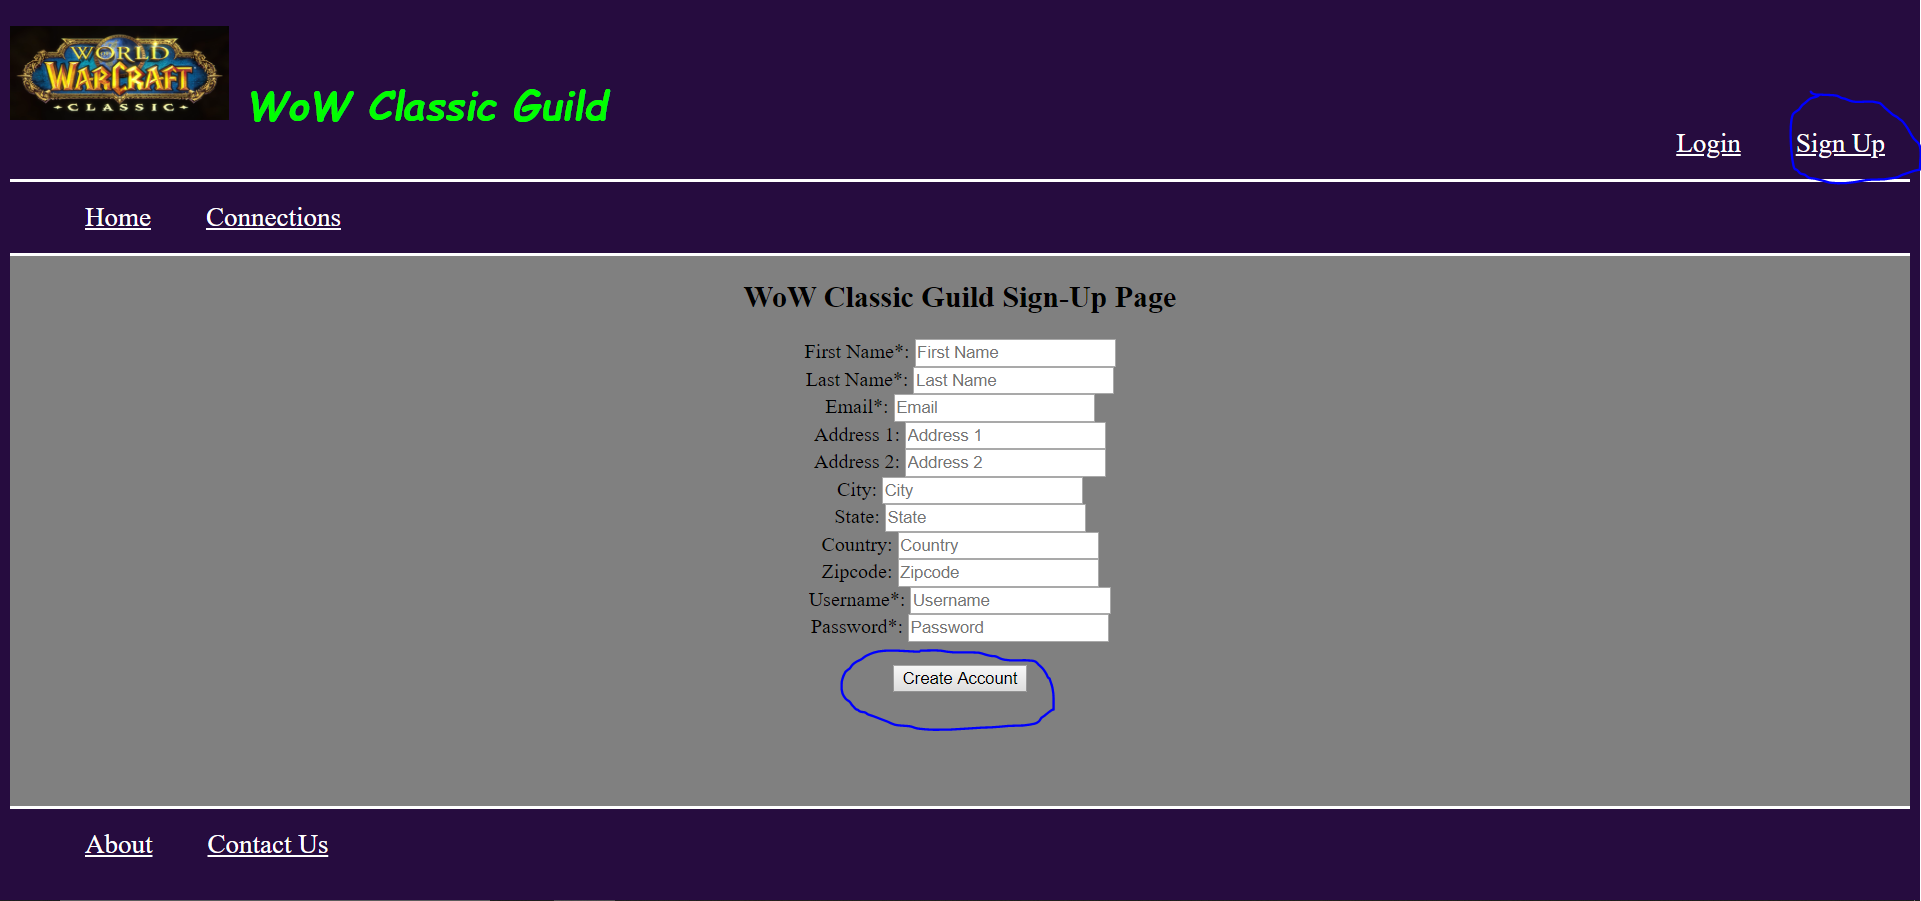 WORLD
WARCRAFT
CLASSIC
WoW Classic Guild
Login Sign Up
Home Connections
WoW Classic Guild Sign-Up Page
First Name*: First Name
Last Name*: Last Name
Email*: Email
Address 1: Address 1
Address 2: Address 2
City: City
State: State
Country: Country
Zipcode: Zipcode
Username*: Username
Password*: Password
Create Account
About Contact Us